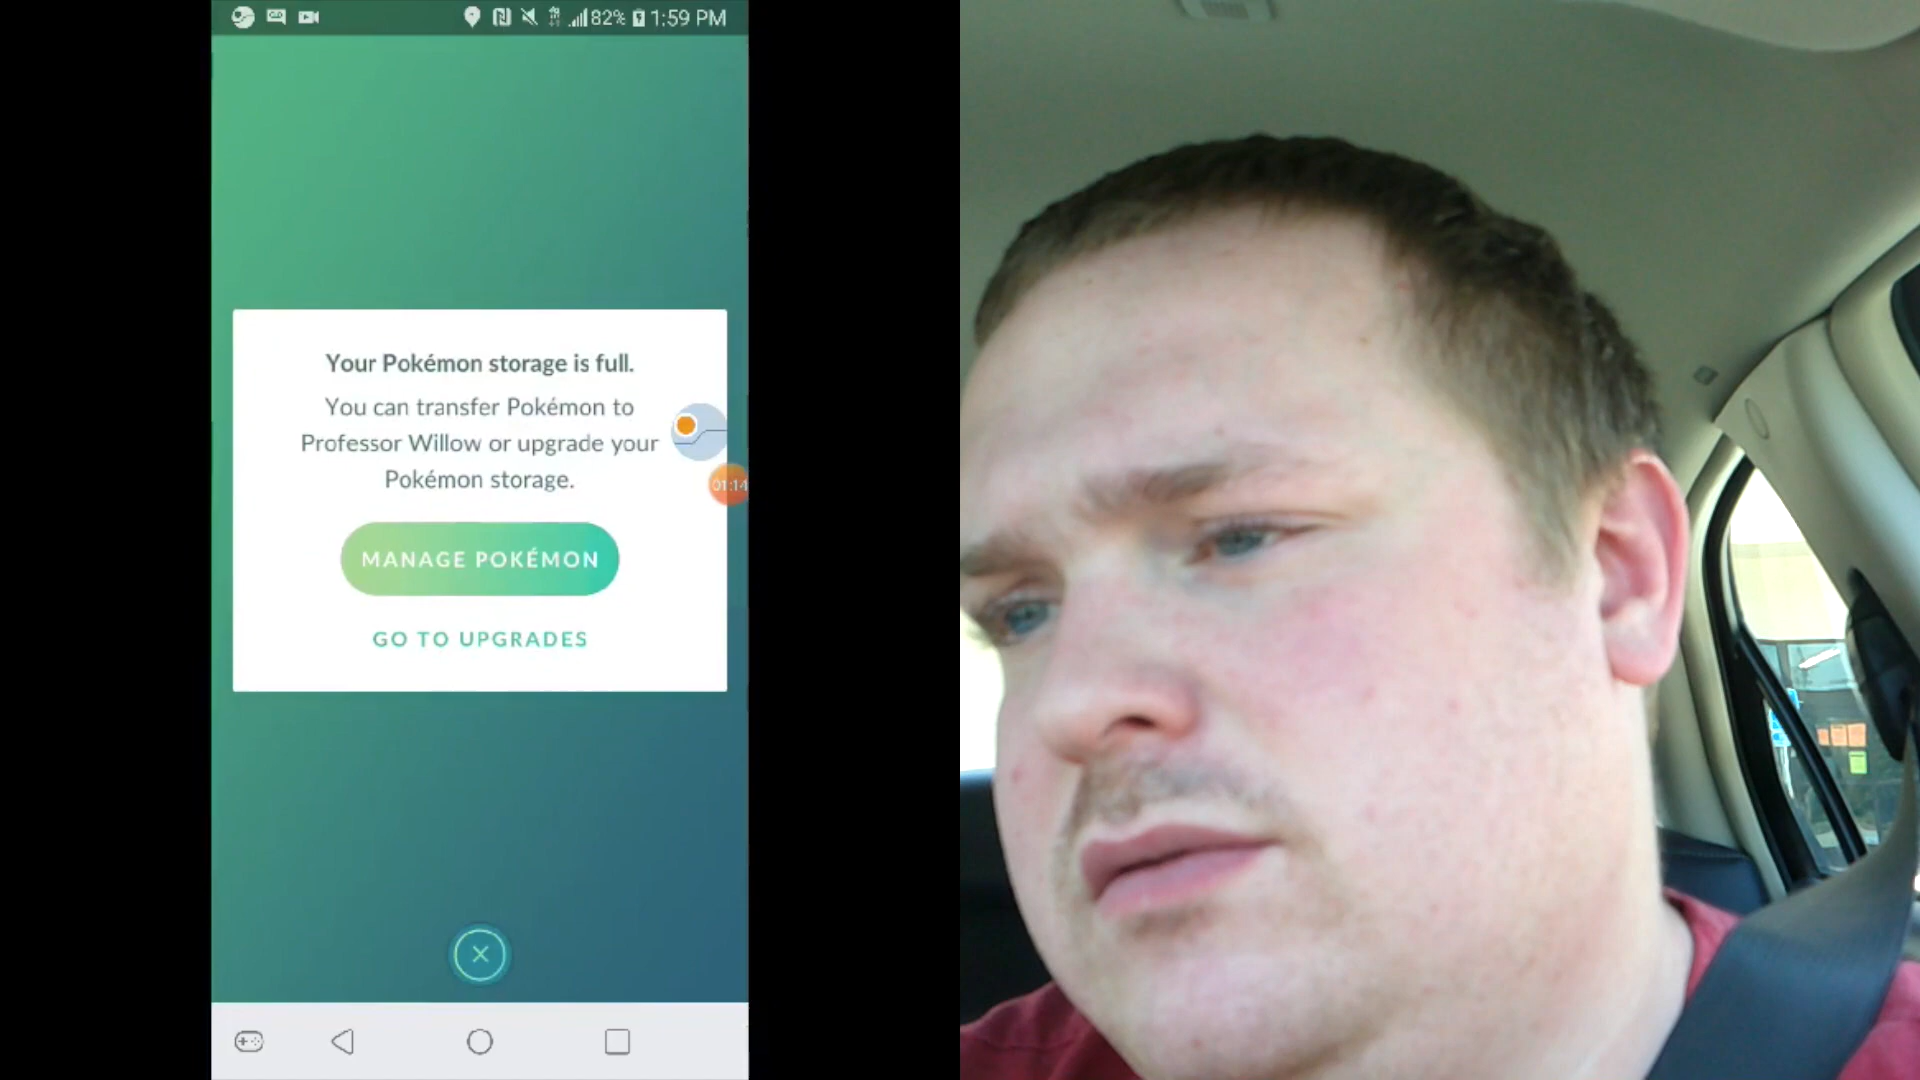 82% 1:59 PM
Your Pokémon storage is full.
You can transfer Pokémon to
Professor Willow or upgrade your
Pokémon storage.
01:14
MANAGE POKÉMON
GO TO UPGRADES